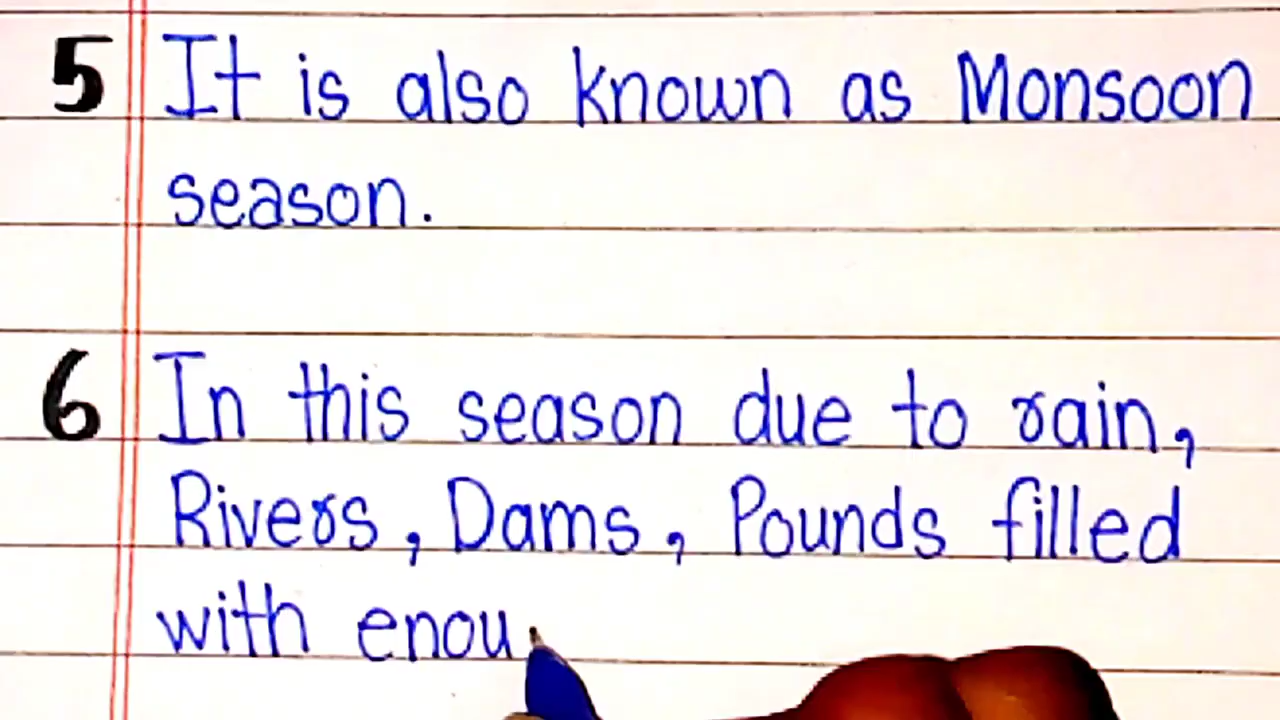 5 It is also known as Monsoon
season.
6 In this season due to rain,
Rivers, Dams, Pounds filled
with enou